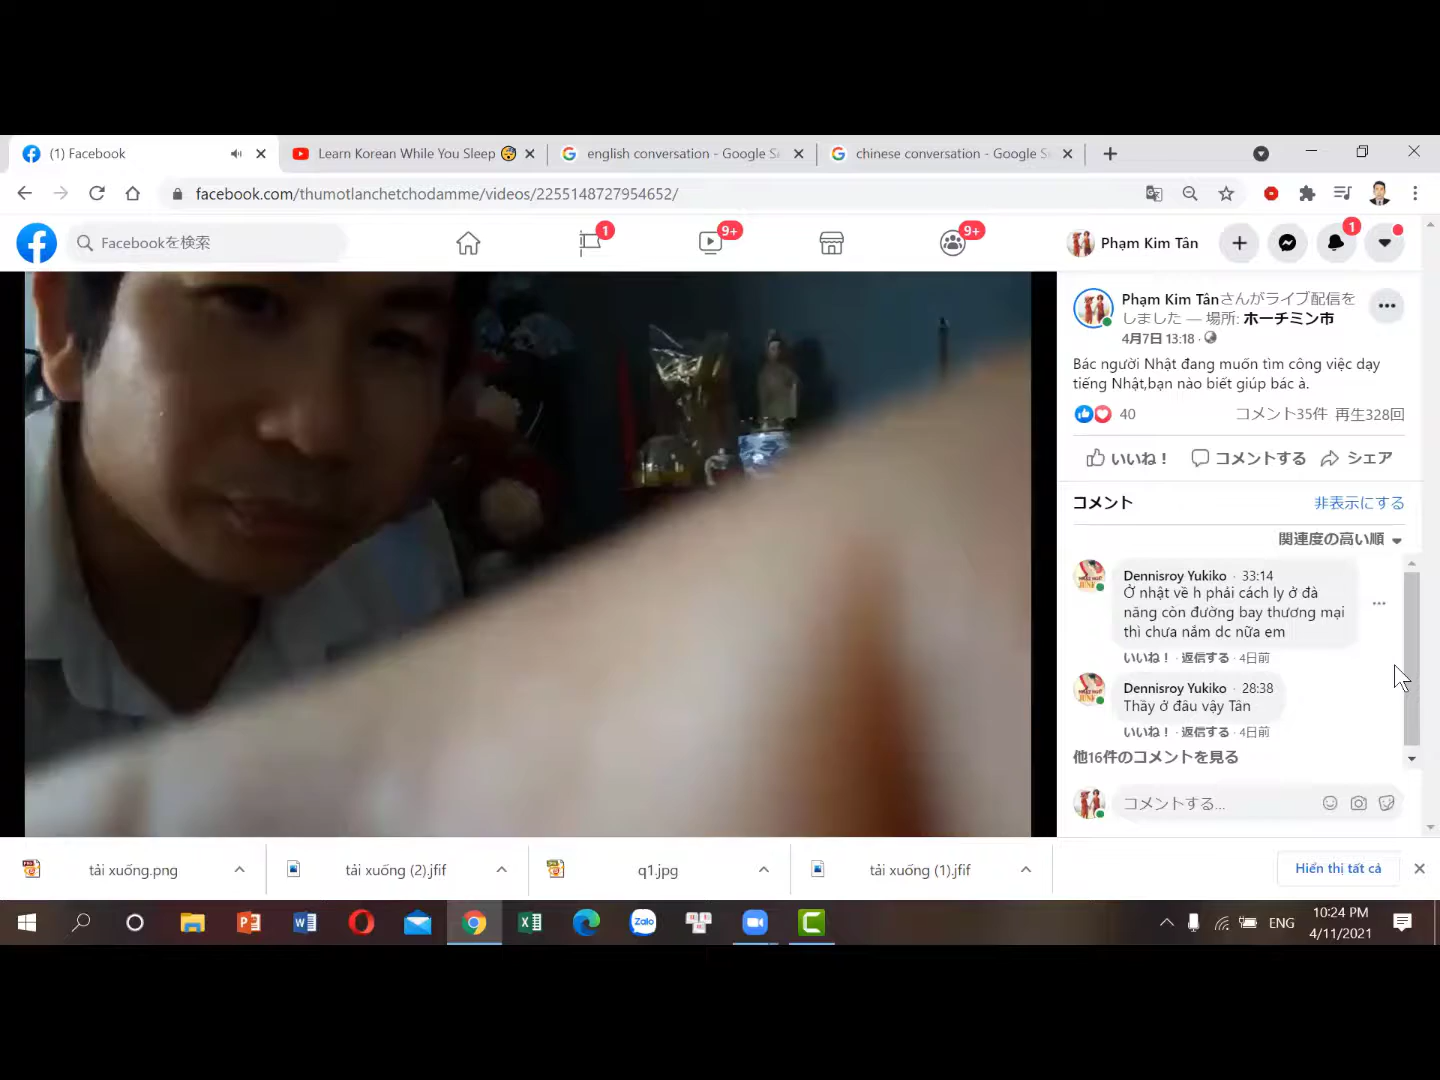 (1) Facebook
Learn Korean While You Sleep 😴
english conversation - Google S
chinese conversation - Google S
facebook.com/thumotlanchetchodamme/videos/2255148727954652/
Facebookを検索
1
9+
9+
Phạm Kim Tân
1
Phạm Kim Tânさんがライブ配信を
しました — 場所: ホーチミン市
4月7日 13:18 ·
Bác người Nhật đang muốn tìm công việc dạy
tiếng Nhật,bạn nào biết giúp bác à.
40
コメント35件 再生328回
いいね！
コメントする
シェア
コメント
非表示にする
関連度の高い順
Dennisroy Yukiko · 33:14
Ở nhật về h phải cách ly ở đà
nãng còn đường bay thương mại
thì chưa nắm dc nữa em
いいね！ · 返信する · 4日前
Dennisroy Yukiko · 28:38
Thầy ở đâu vậy Tân
いいね！ · 返信する · 4日前
他16件のコメントを見る
コメントする...
tải xuống.png
tải xuống (2).jfif
q1.jpg
tải xuống (1).jfif
Hiển thị tất cả
Zalo
ENG
10:24 PM
4/11/2021